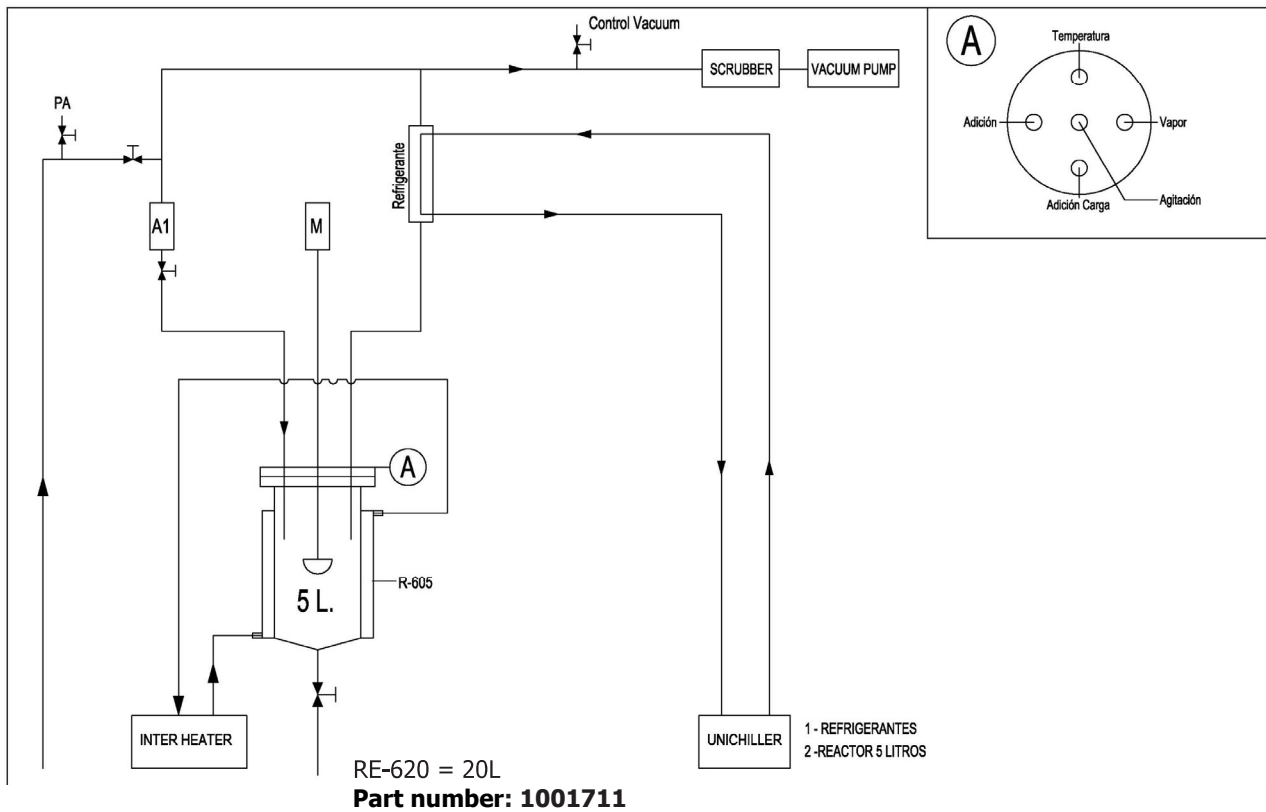 Control Vacuum
SCRUBBER
VACUUM PUMP
PA
A1
M
Refrigerante
A
Temperatura
Adición
Vapor
Adición Carga
Agitación
A
R-605
5 L.
INTER HEATER
UNICHILLER
1 - REFRIGERANTES
2 -REACTOR 5 LITROS
RE-620 = 20L
Part number: 1001711